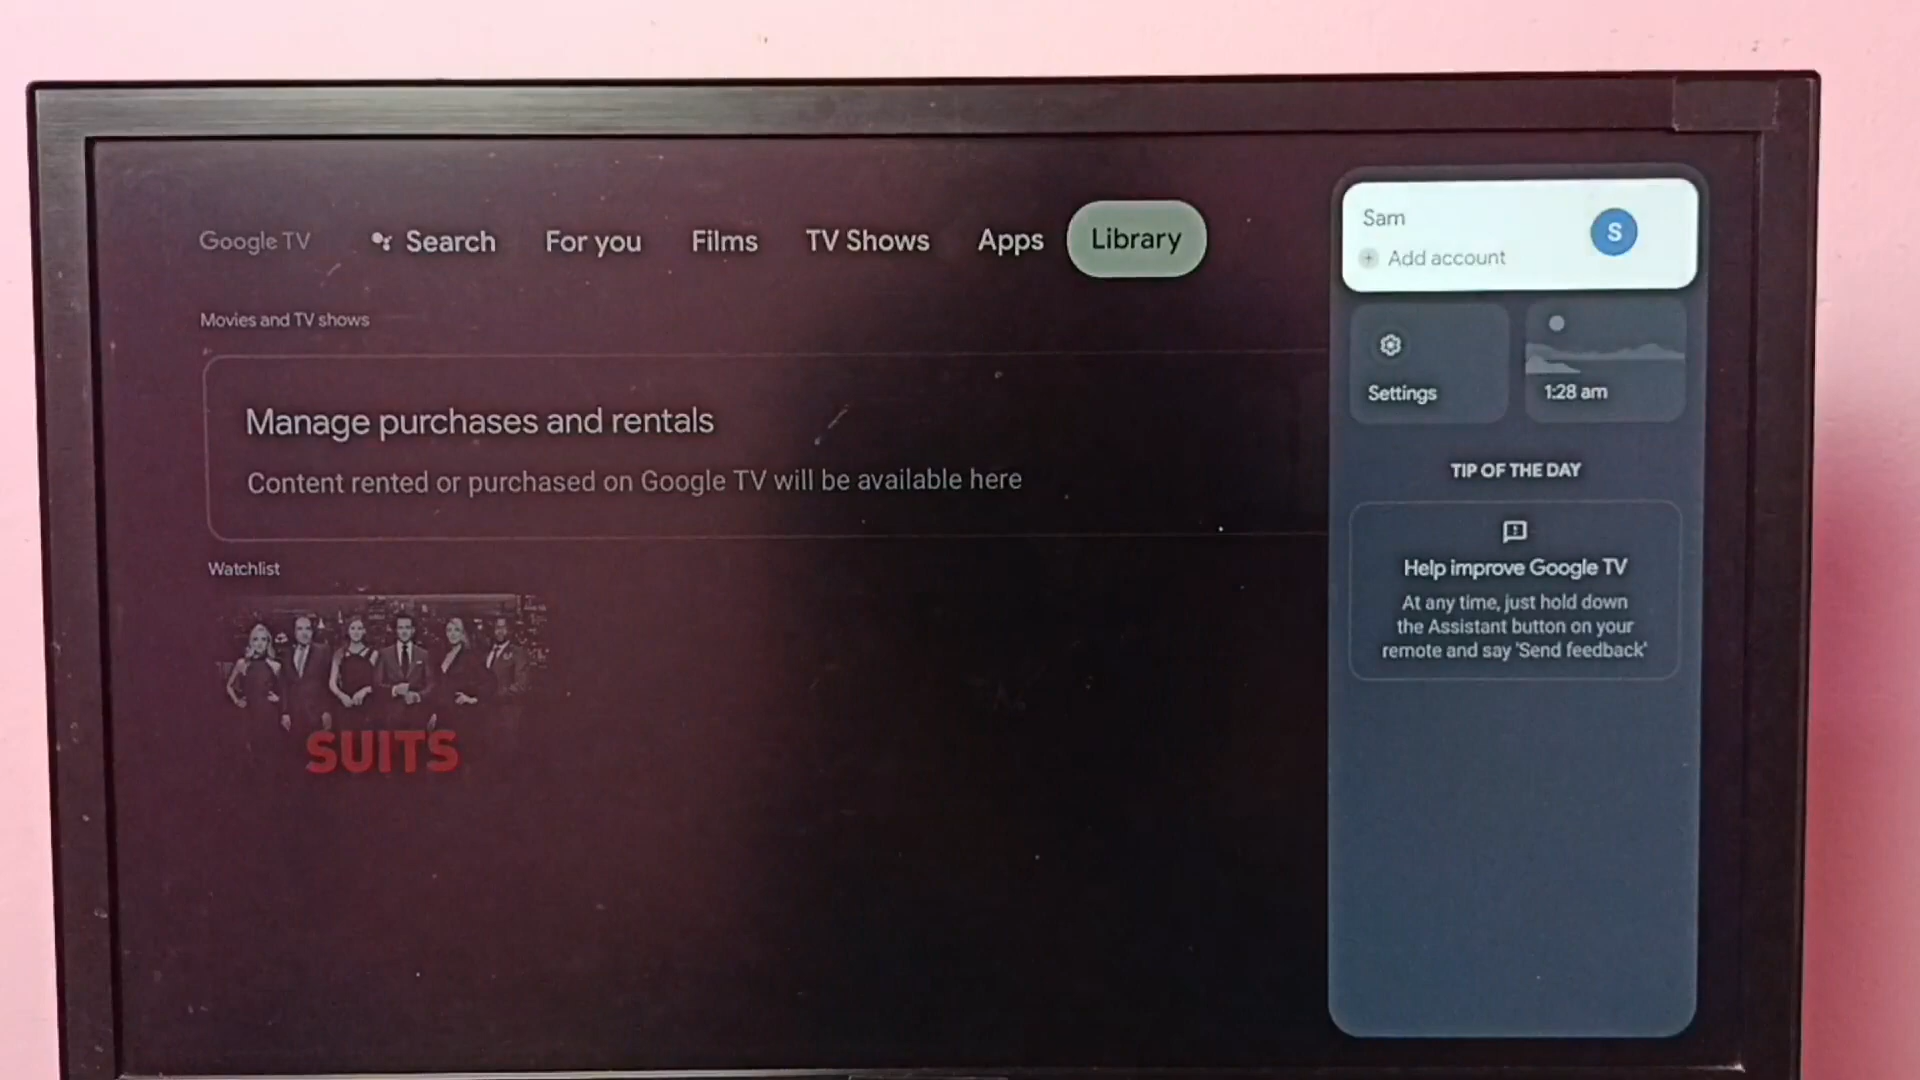 Google TV
Search
For you
Films
TV Shows
Apps
Library
Movies and TV shows
Manage purchases and rentals
Content rented or purchased on Google TV will be available here
Watchlist
SUITS
Sam
S
+ Add account
Settings
1:28 am
TIP OF THE DAY
Help improve Google TV
At any time, just hold down
the Assistant button on your
remote and say 'Send feedback'